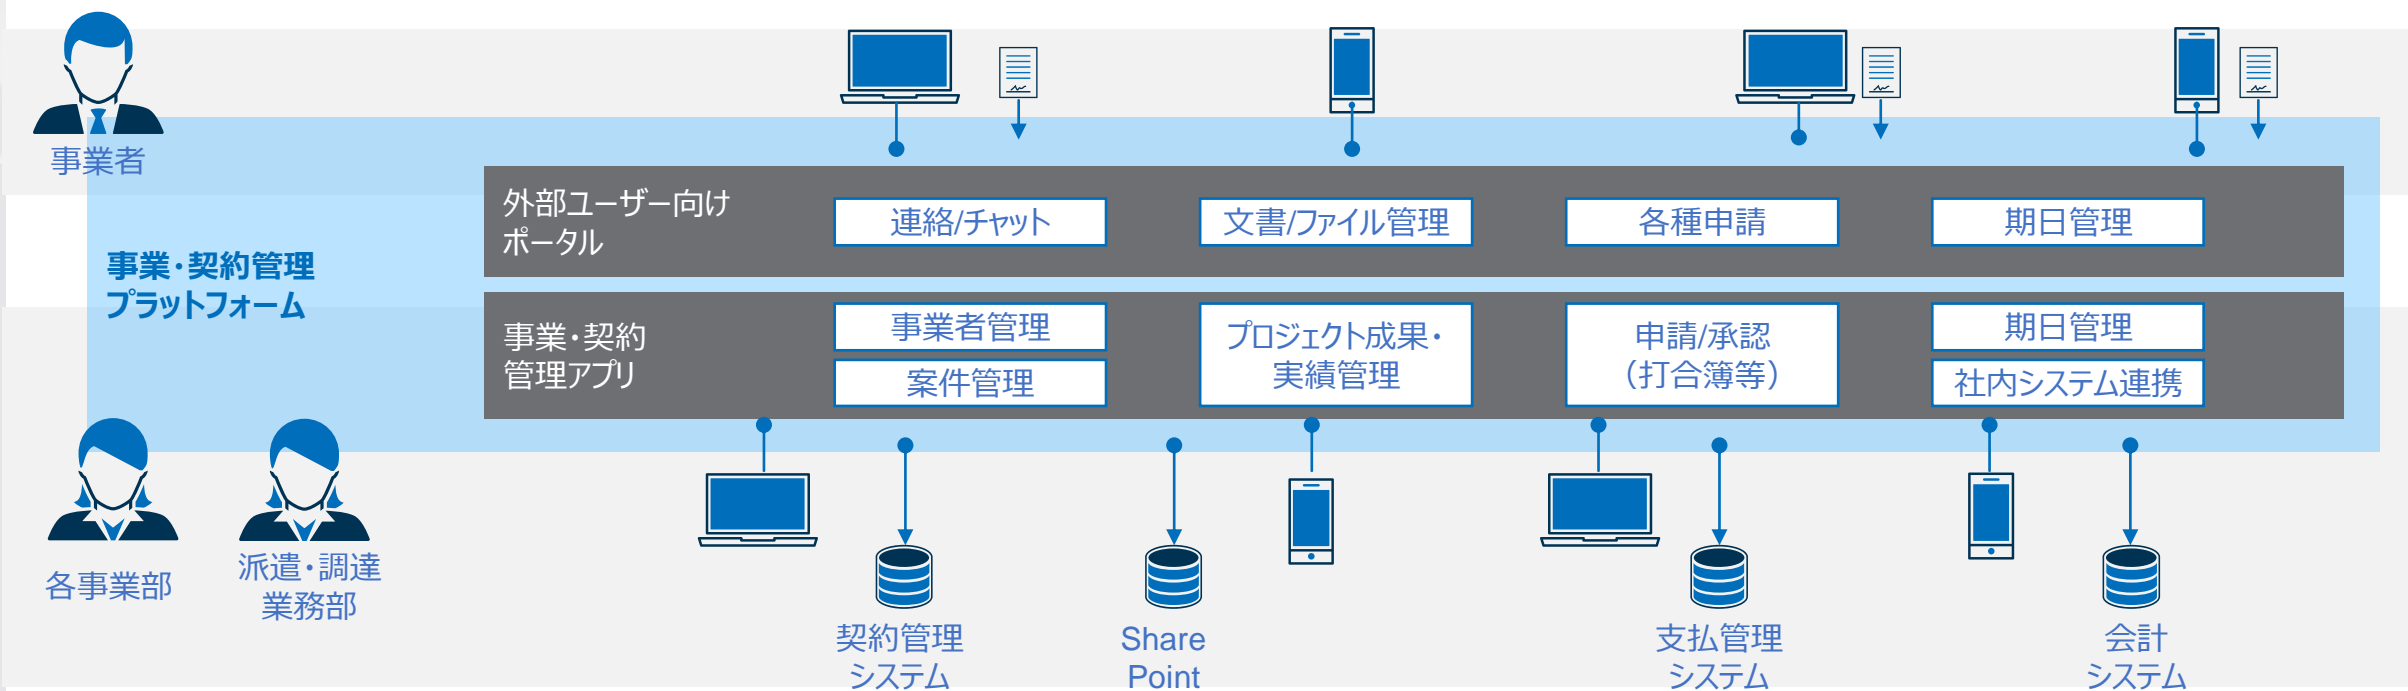 事業者
外部ユーザー向け
ポータル
連絡/チャット
文書/ファイル管理
各種申請
期日管理
事業・契約管理
プラットフォーム
事業・契約
管理アプリ
事業者管理
案件管理
プロジェクト成果・
実績管理
申請/承認
（打合簿等）
期日管理
社内システム連携
各事業部
派遣・調達
業務部
契約管理
システム
Share
Point
支払管理
システム
会計
システム